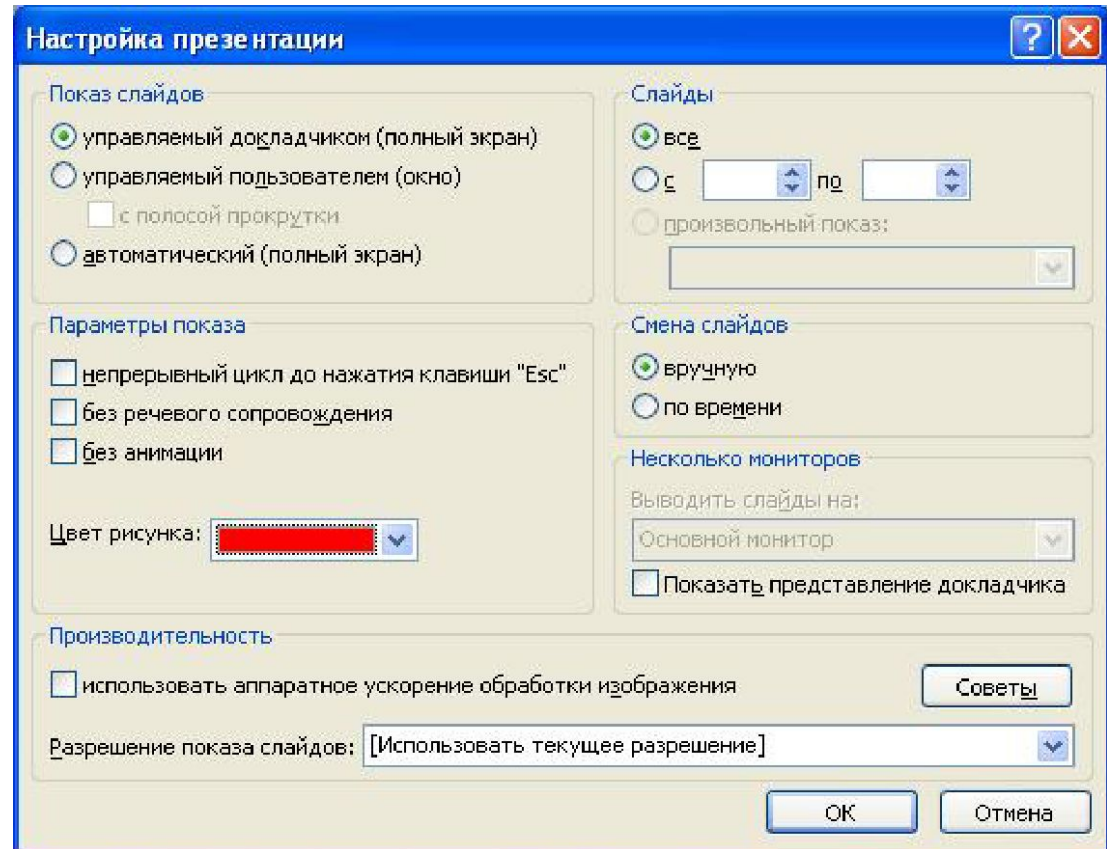 Настройка презентации
Показ слайдов
управляемый докладчиком (полный экран)
управляемый пользователем (окно)
с полосой прокрутки
автоматический (полный экран)
Слайды
все
с по
произвольный показ:
Параметры показа
непрерывный цикл до нажатия клавиши "Esc"
без речевого сопровождения
без анимации
Цвет рисунка:
Смена слайдов
вручную
по времени
Несколько мониторов
Выводить слайды на:
Основной монитор
Показать представление докладчика
Производительность
использовать аппаратное ускорение обработки изображения
Советы
Разрешение показа слайдов: [Использовать текущее разрешение]
ОК Отмена